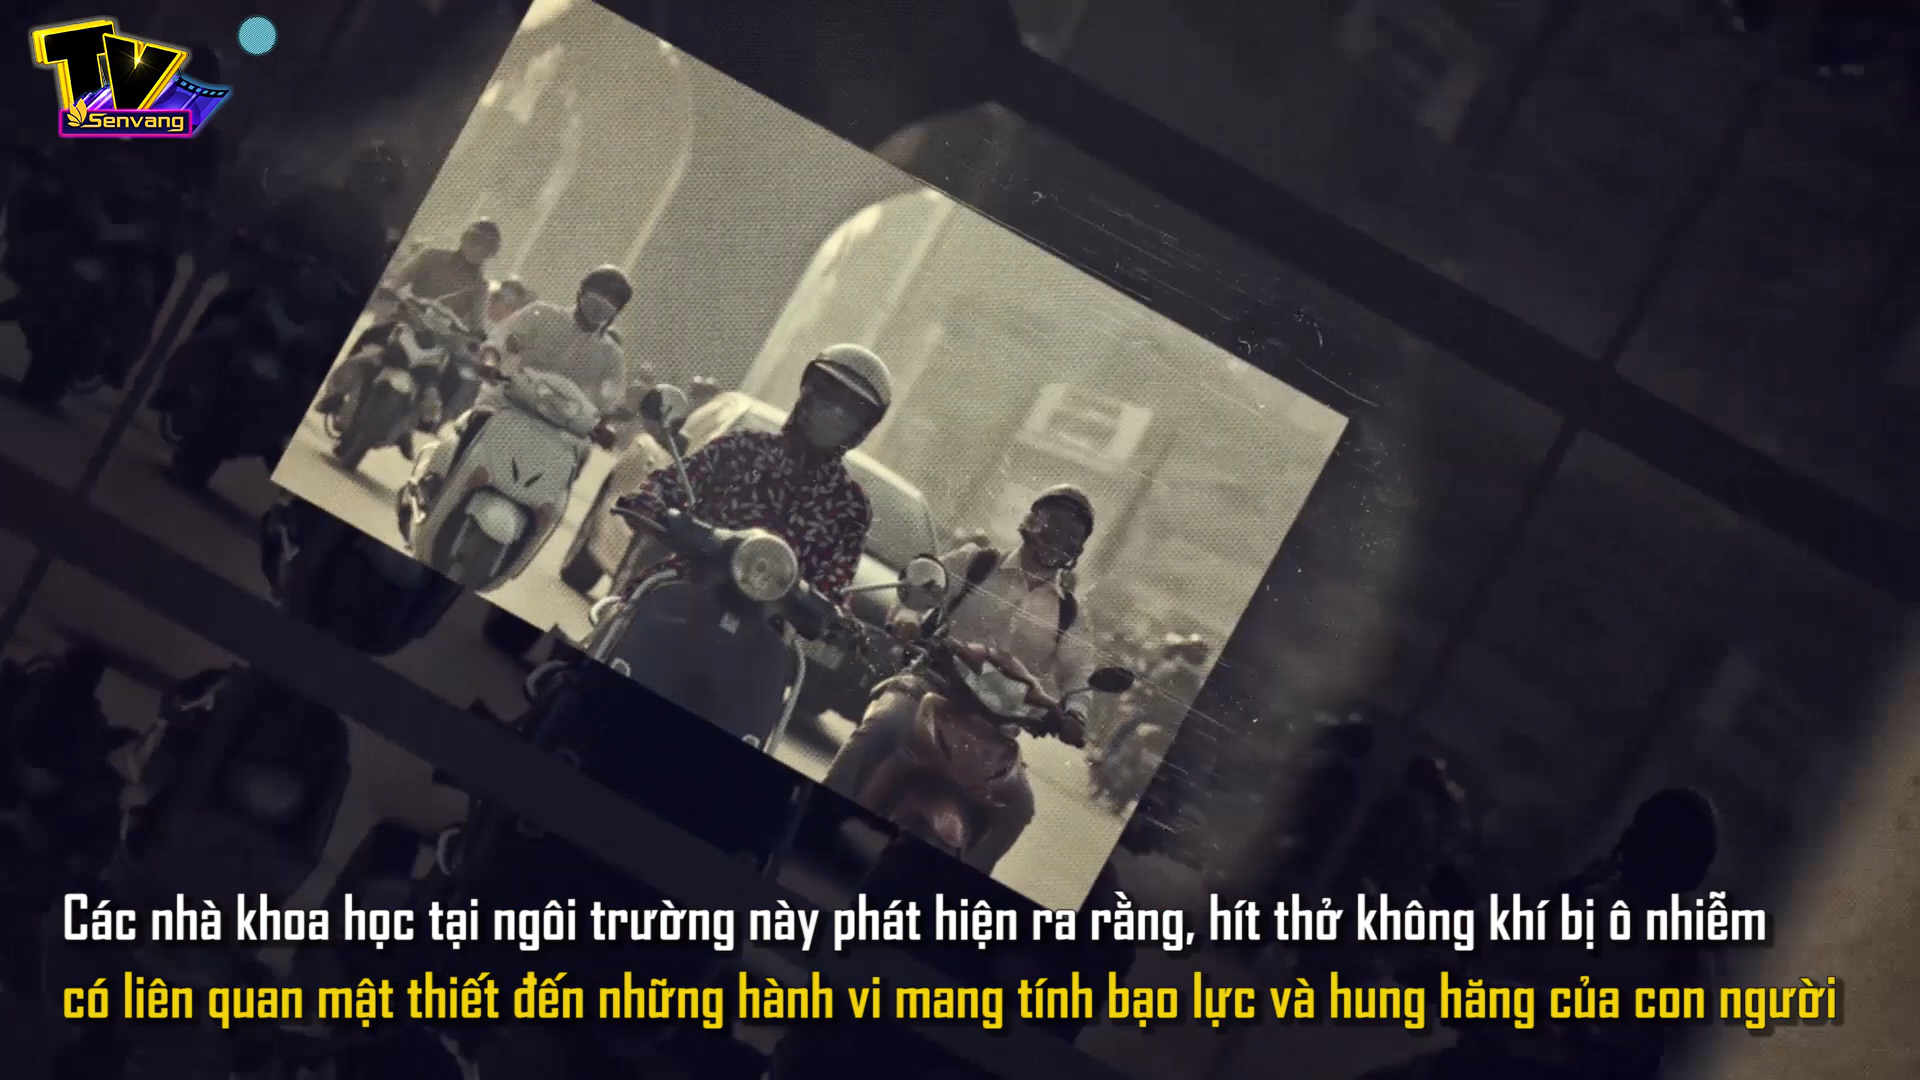 TV
Senvang
Các nhà khoa học tại ngôi trường này phát hiện ra rằng, hít thở không khí bị ô nhiễm
có liên quan mật thiết đến những hành vi mang tính bạo lực và hung hăng của con người